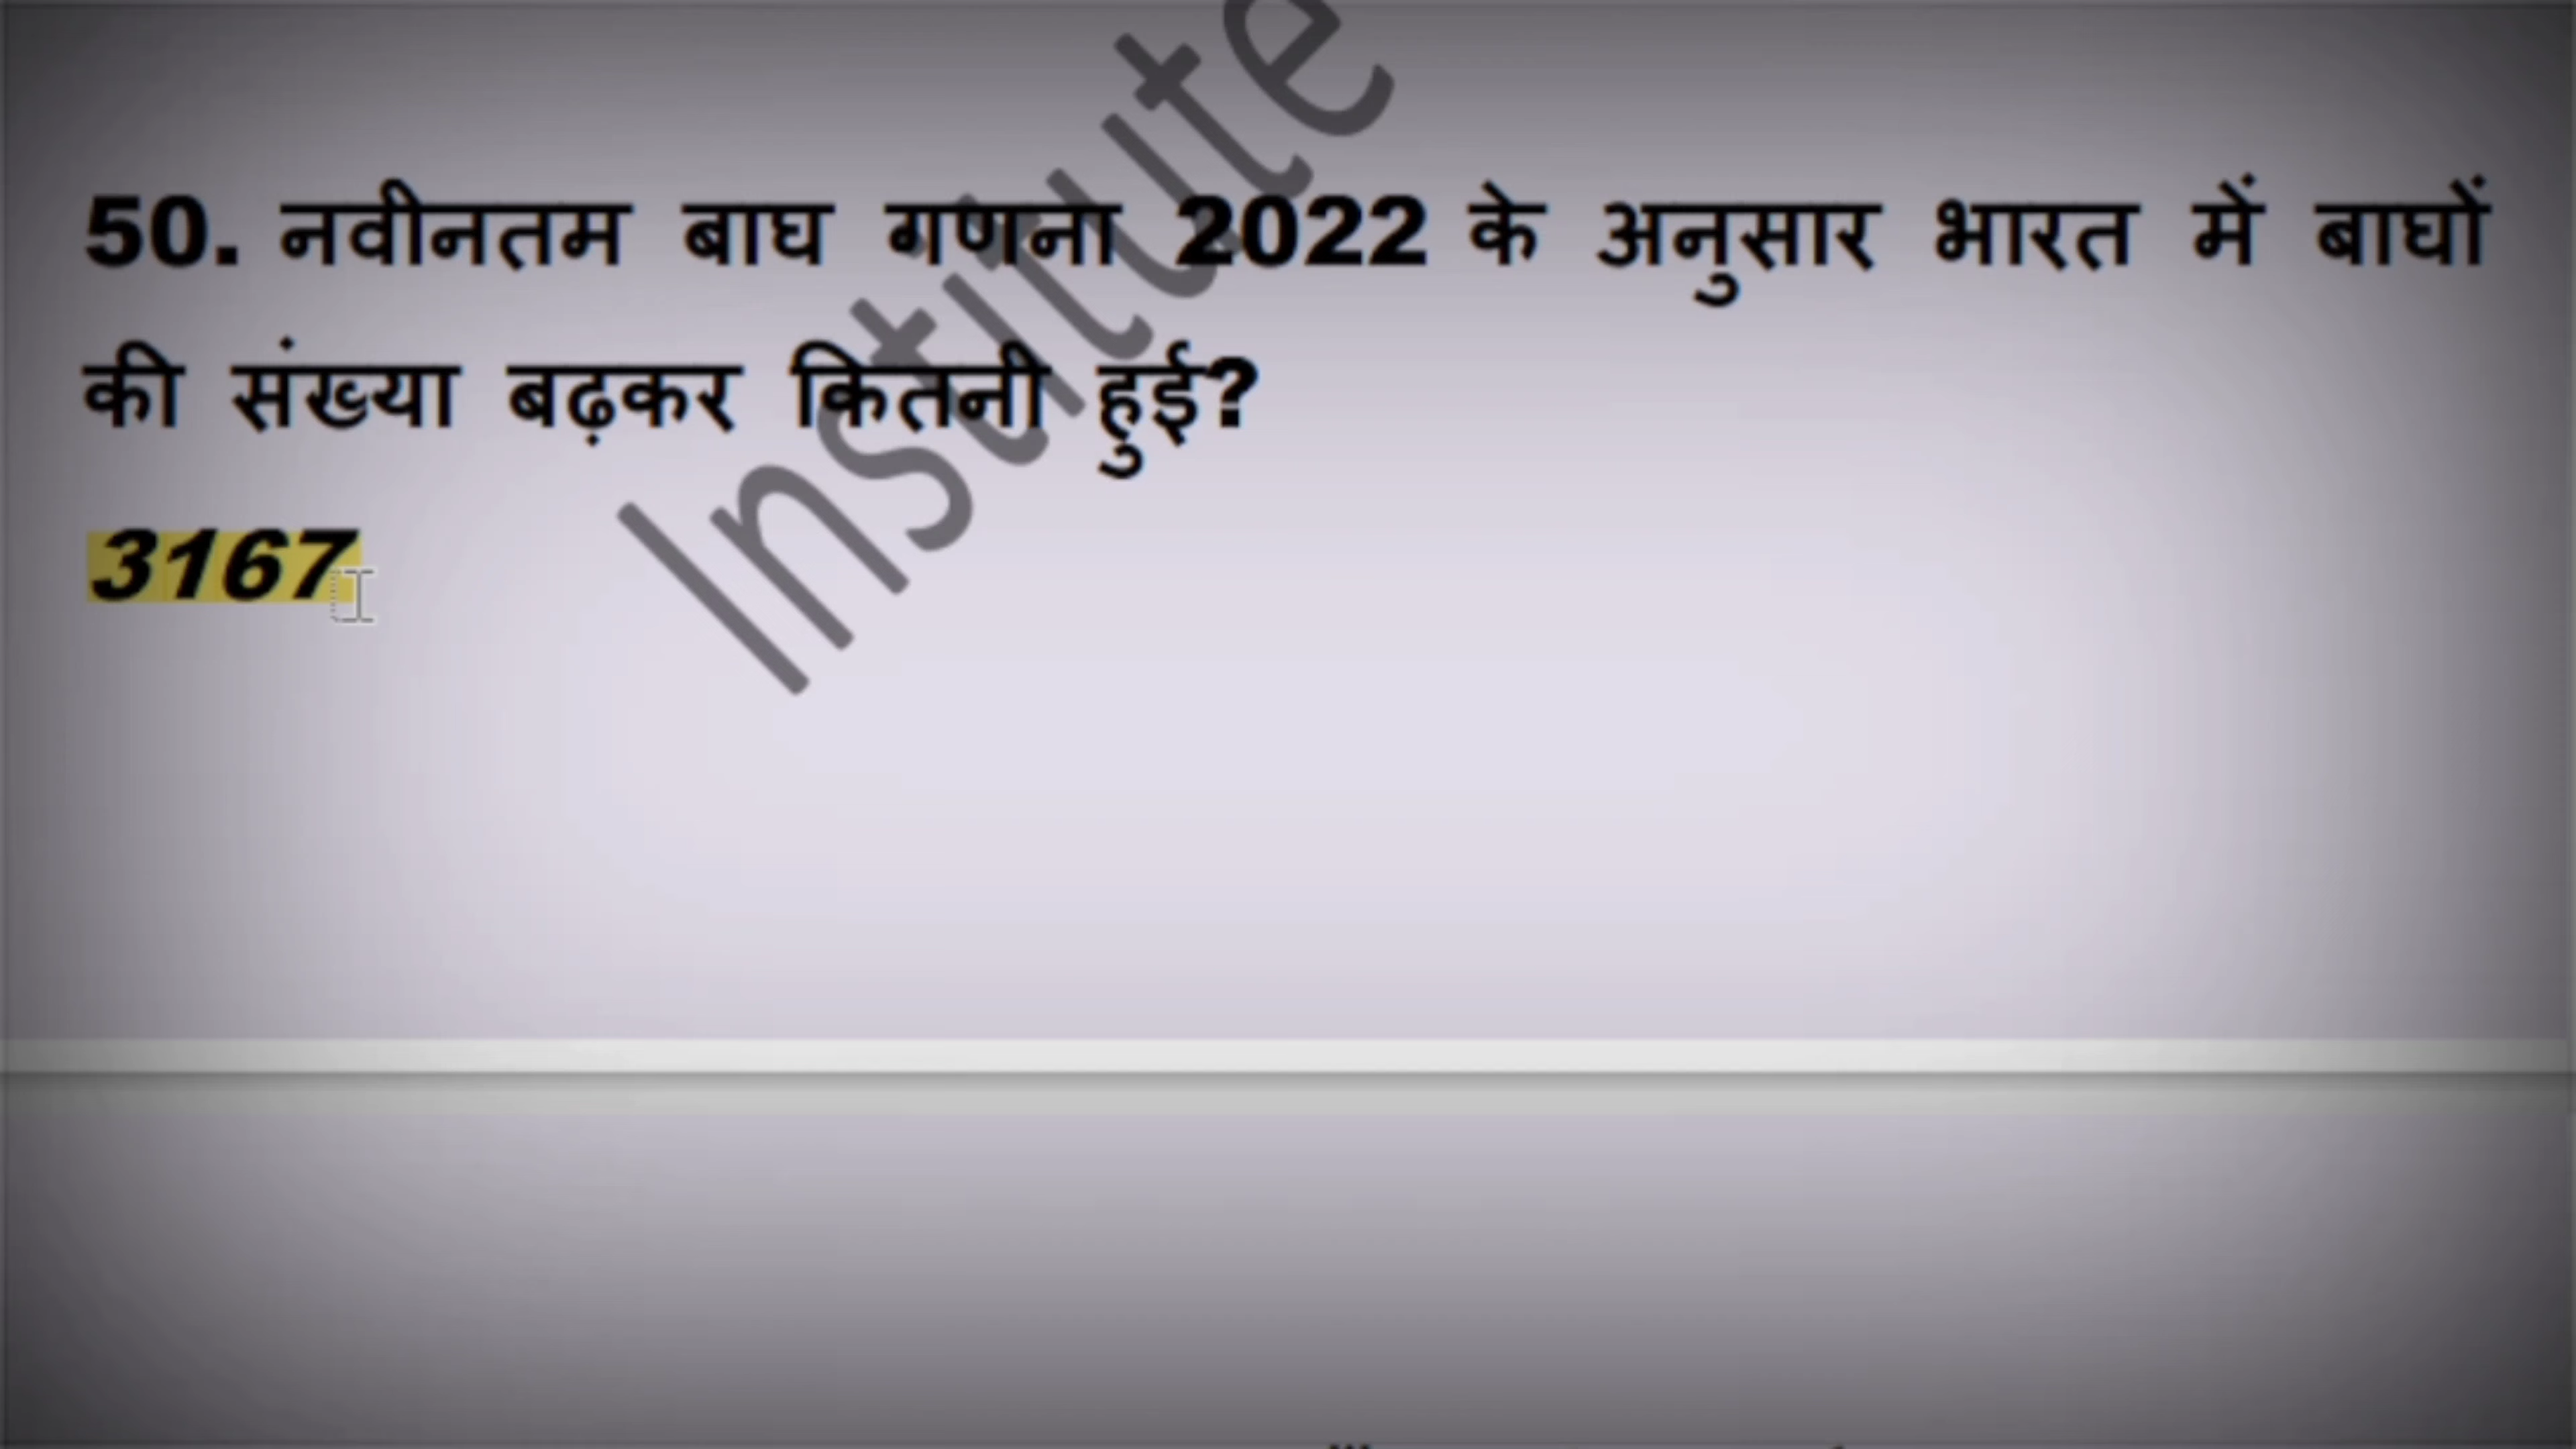 50. नवीनतम बाघ गणना 2022 के अनुसार भारत में बाघों
की संख्या बढ़कर कितनी हुई?
3167
Institute